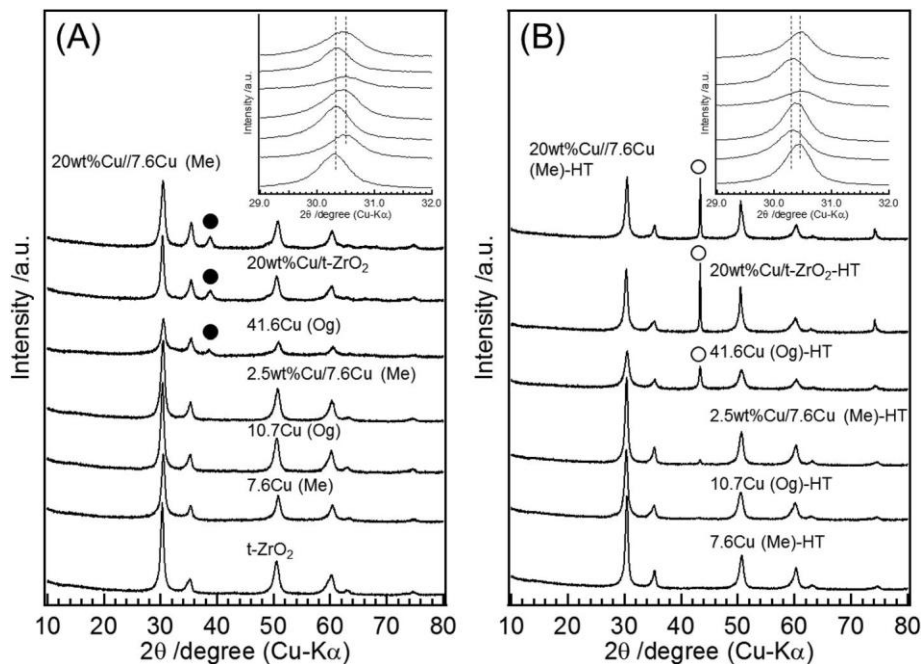 (A)
Intensity /a.u.
29.0 30.0 31.0 32.0
2θ /degree (Cu-Kα)
20wt%Cu//7.6Cu (Me)
20wt%Cu/t-ZrO₂
41.6Cu (Og)
2.5wt%Cu/7.6Cu (Me)
10.7Cu (Og)
7.6Cu (Me)
t-ZrO₂
Intensity /a.u.
10 20 30 40 50 60 70 80
2θ /degree (Cu-Kα)
(B)
Intensity /a.u.
29.0 30.0 31.0 32.0
2θ /degree (Cu-Kα)
20wt%Cu//7.6Cu
(Me)-HT
20wt%Cu/t-ZrO₂-HT
41.6Cu (Og)-HT
2.5wt%Cu/7.6Cu (Me)-HT
10.7Cu (Og)-HT
7.6Cu (Me)-HT
Intensity /a.u.
10 20 30 40 50 60 70 80
2θ /degree (Cu-Kα)